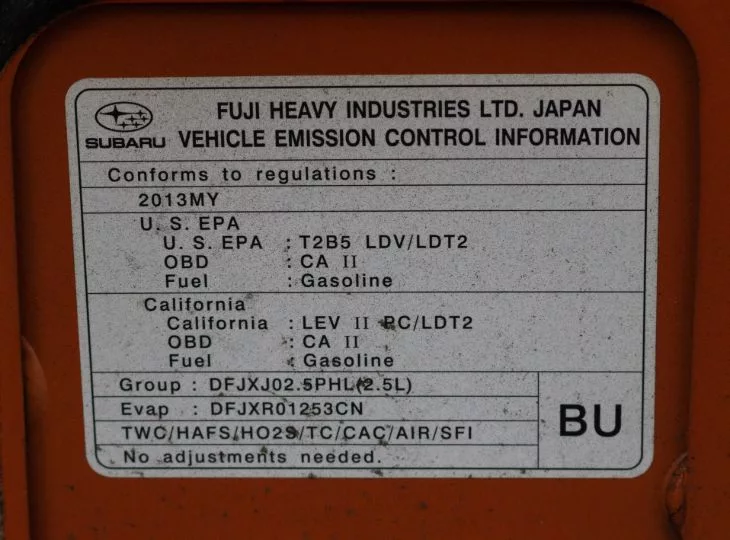 FUJI HEAVY INDUSTRIES LTD. JAPAN
SUBARU VEHICLE EMISSION CONTROL INFORMATION
Conforms to regulations :
2013MY
U. S. EPA
U. S. EPA : T2B5 LDV/LDT2
OBD : CA II
Fuel : Gasoline
California
California : LEV II PC/LDT2
OBD : CA II
Fuel : Gasoline
Group : DFJXJ02.5PHL(2.5L)
Evap : DFJXR01253CN
TWC/HAFS/HO2S/TC/CAC/AIR/SFI
No adjustments needed.
BU